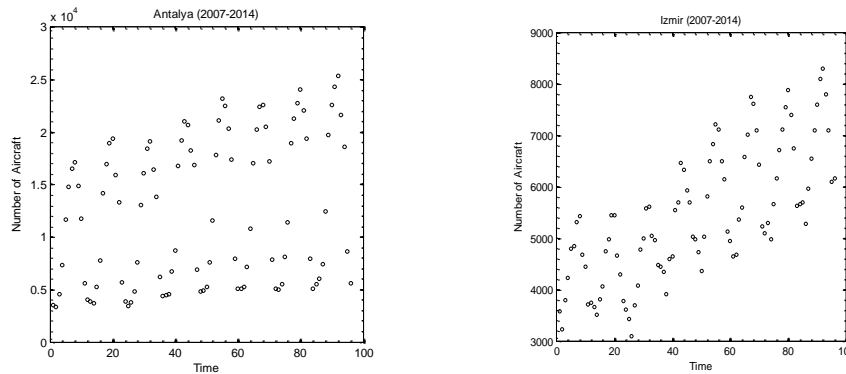 Antalya (2007-2014)
x 10^4
3
2.5
2
1.5
1
0.5
0
0 20 40 60 80 100
Number of Aircraft
Time
Izmir (2007-2014)
9000
8000
7000
6000
5000
4000
3000
0 20 40 60 80 100
Number of Aircraft
Time